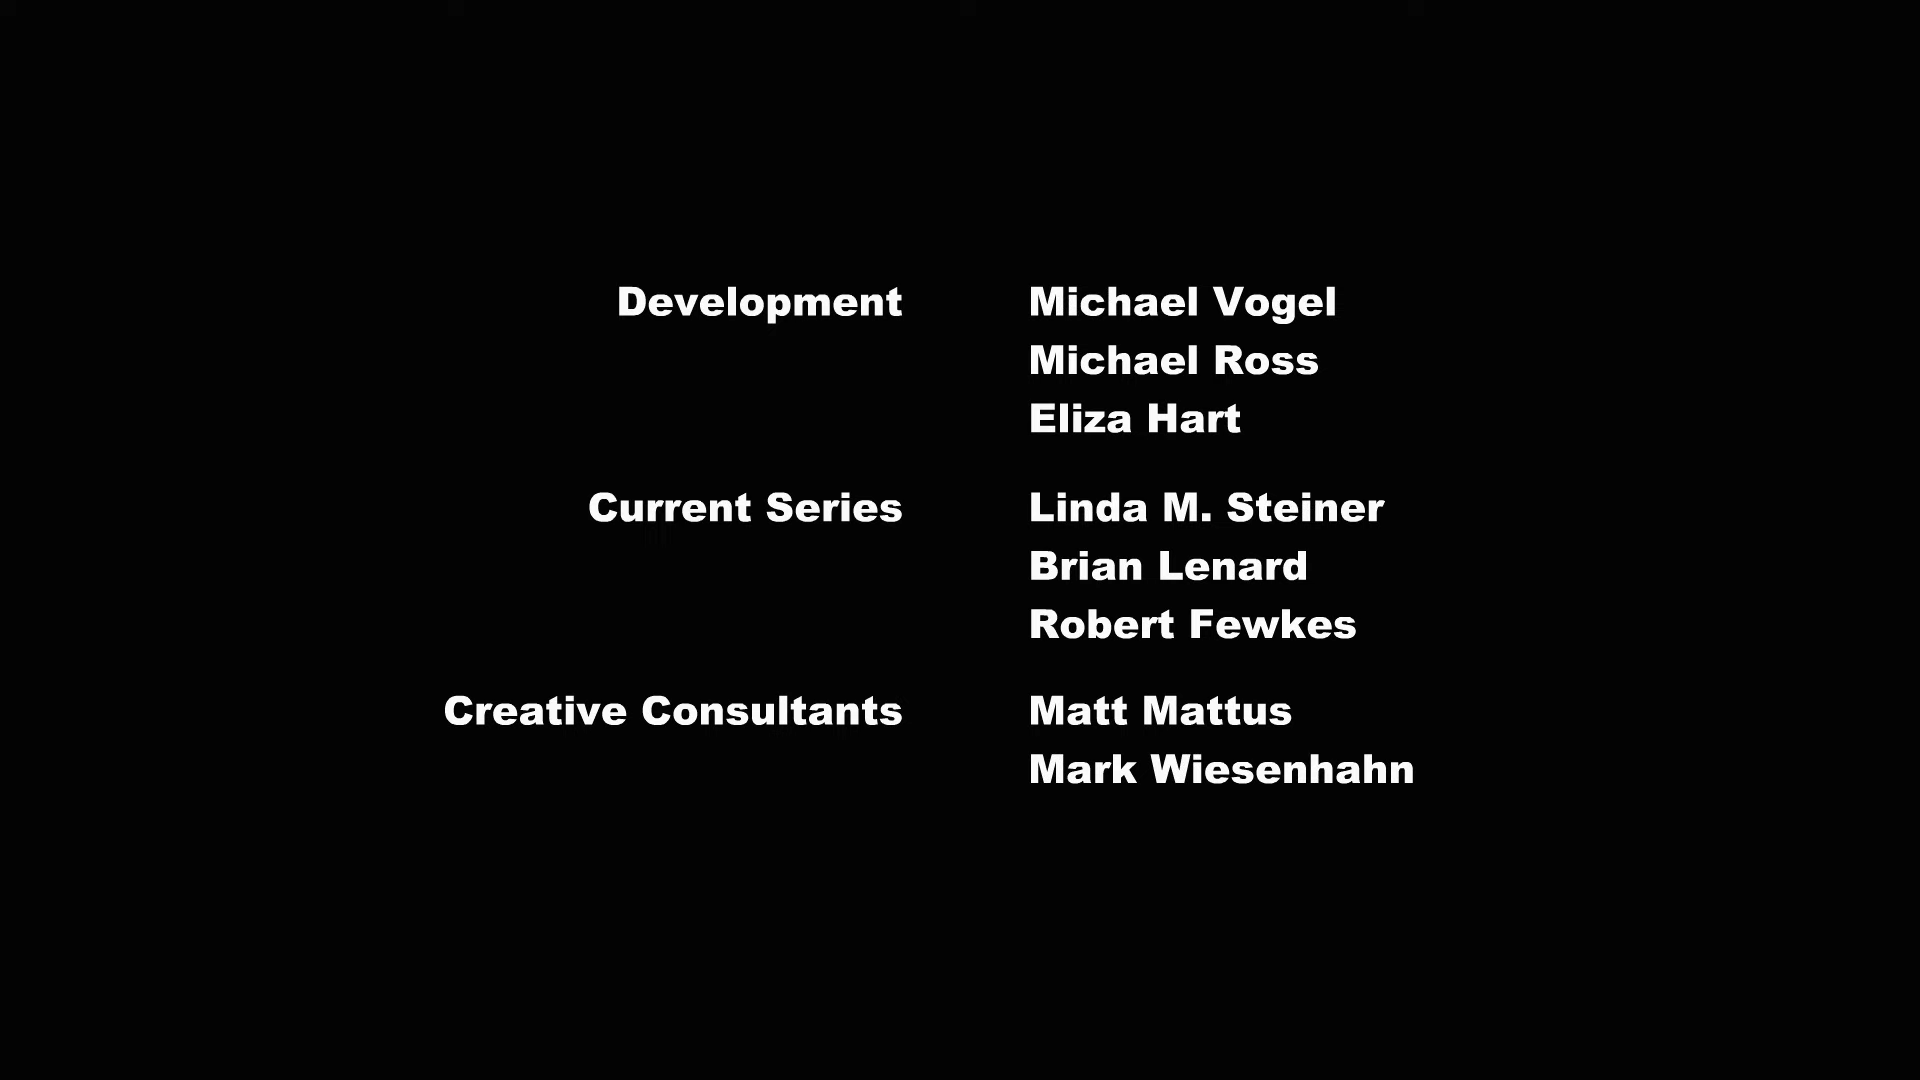 Development Michael Vogel
Michael Ross
Eliza Hart
Current Series Linda M. Steiner
Brian Lenard
Robert Fewkes
Creative Consultants Matt Mattus
Mark Wiesenhahn